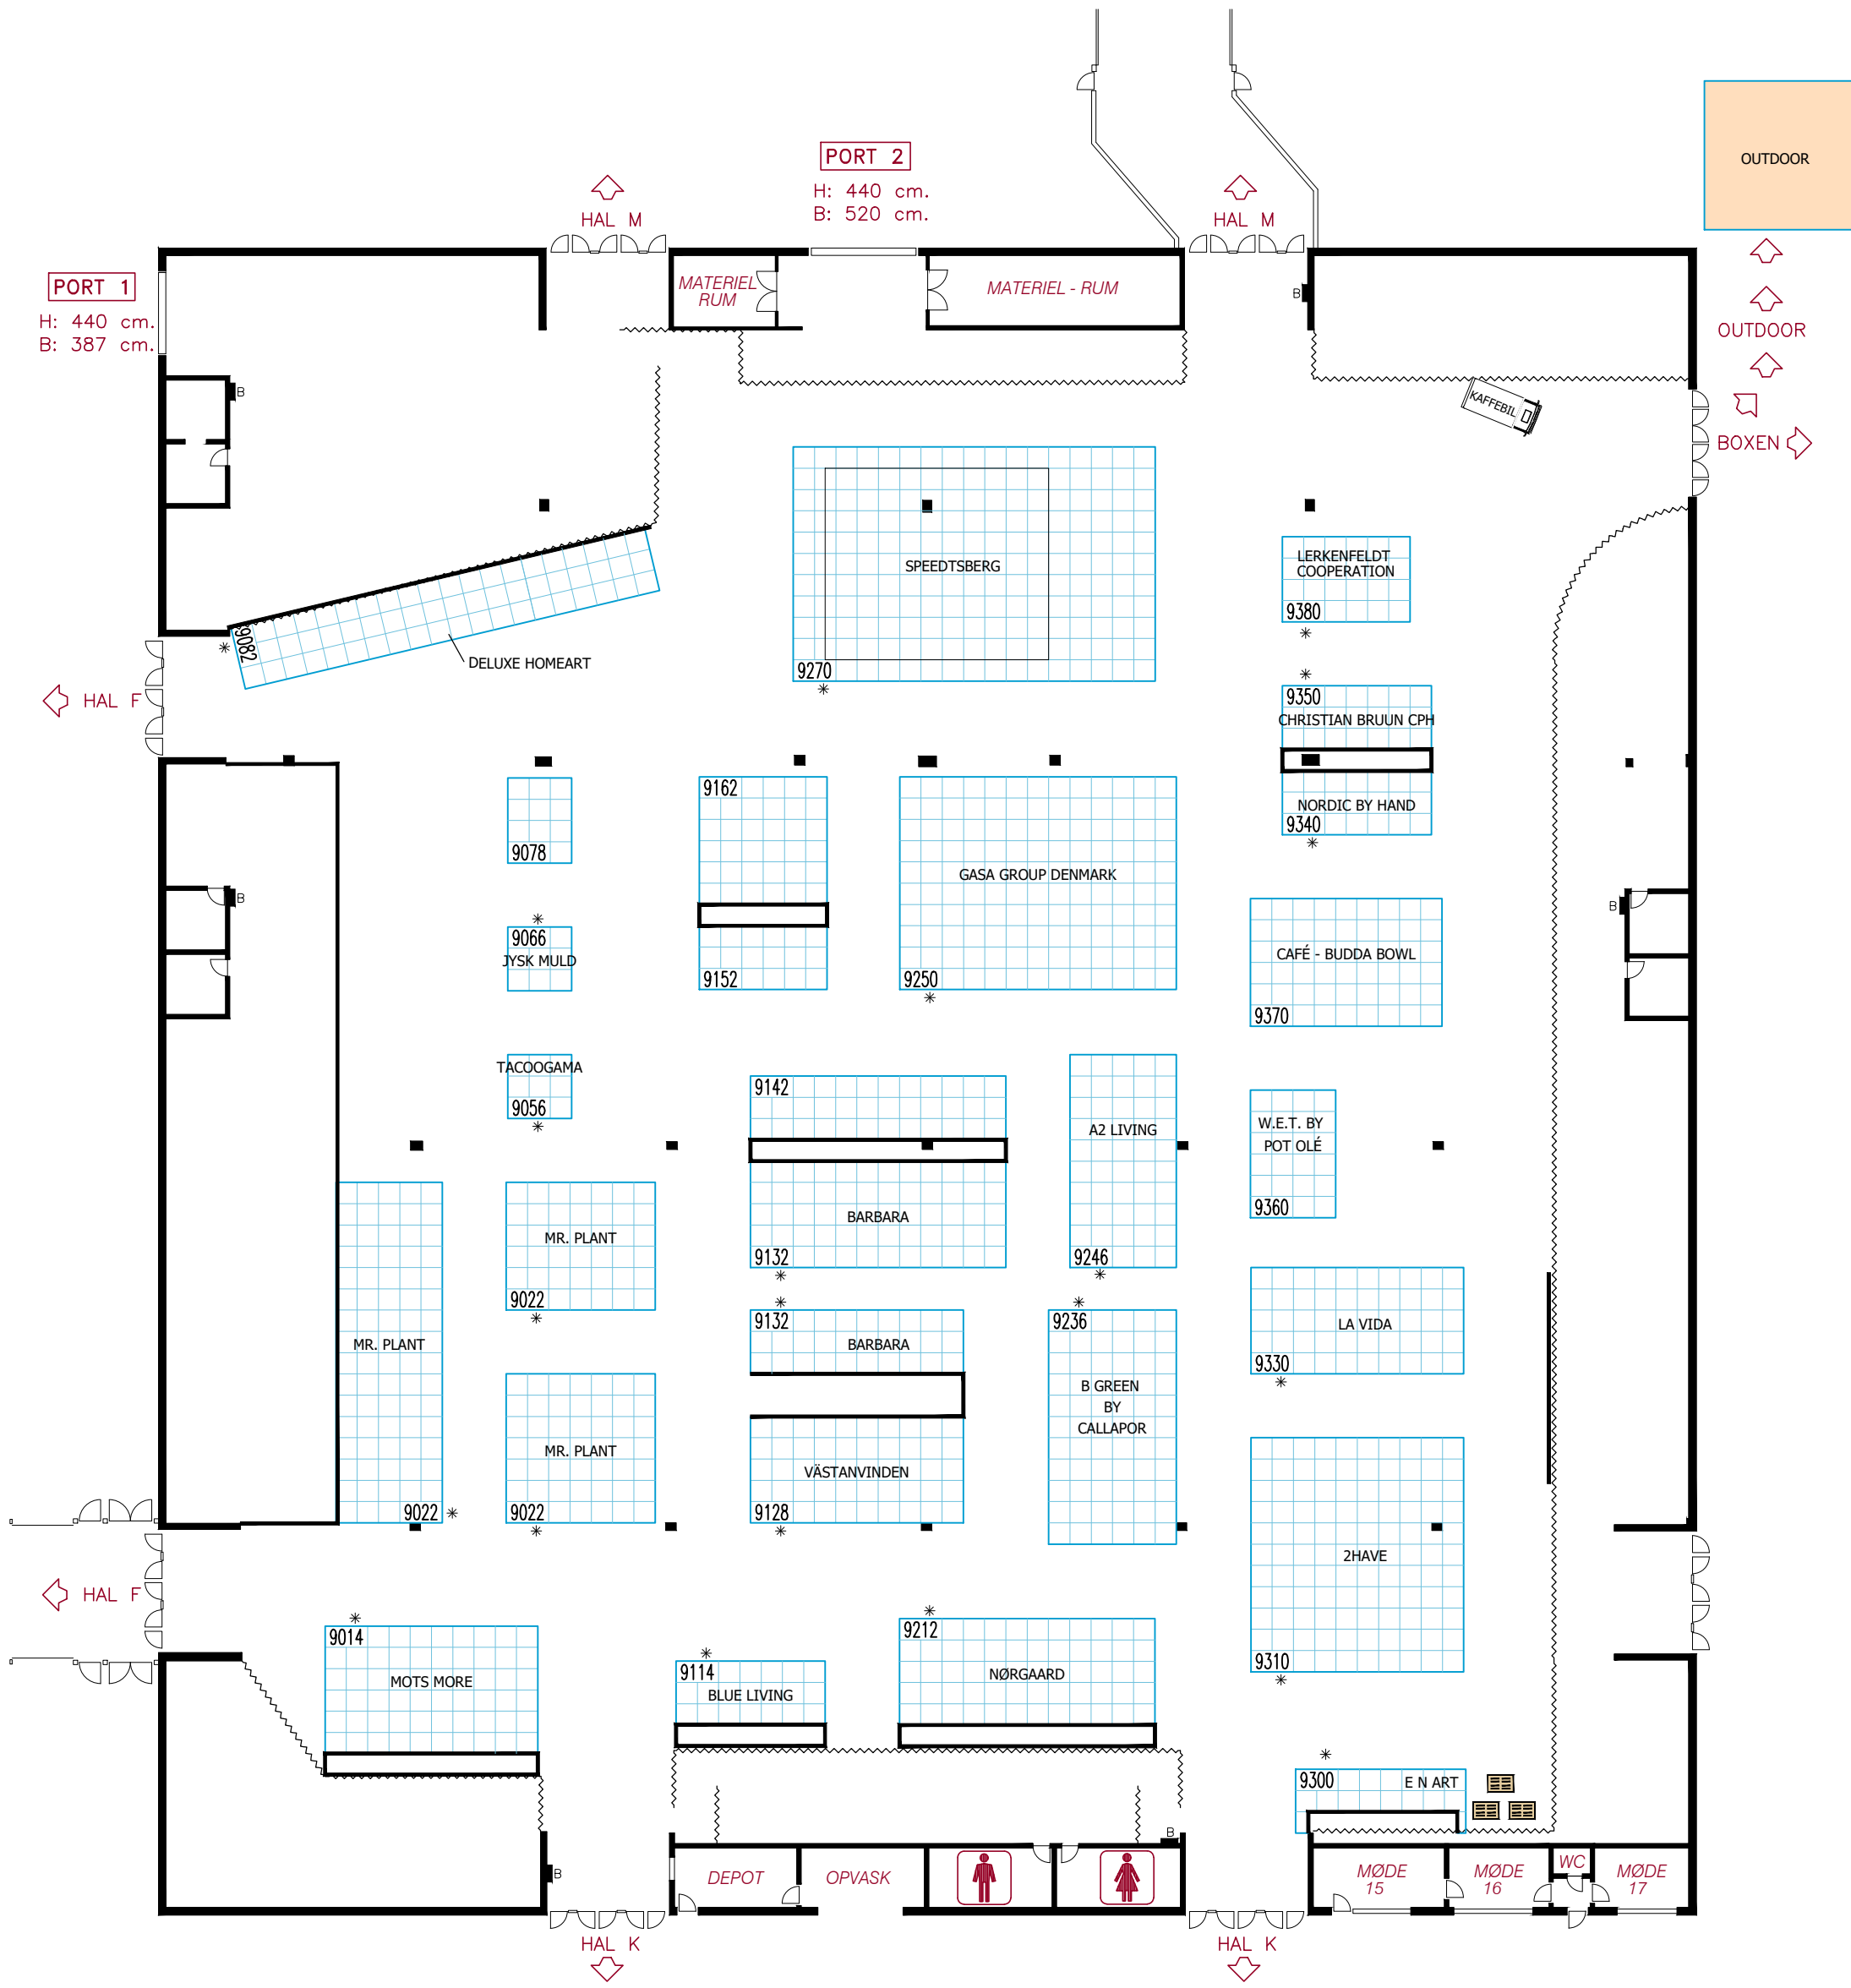 OUTDOOR
PORT 2
H: 440 cm.
B: 520 cm.
HAL M
HAL M
PORT 1
H: 440 cm.
B: 387 cm.
MATERIEL
RUM
MATERIEL - RUM
B
OUTDOOR
B
KAFFEBIL
BOXEN
SPEEDTSBERG
9270
LERKENFELDT
COOPERATION
9380
9082
DELUXE HOMEART
HAL F
9350
CHRISTIAN BRUUN CPH
NORDIC BY HAND
9340
9078
9162
9152
GASA GROUP DENMARK
9250
B
B
9066
JYSK MULD
CAFÉ - BUDDA BOWL
9370
TACOOGAMA
9056
9142
BARBARA
9132
A2 LIVING
9246
W.E.T. BY
POT OLÉ
9360
MR. PLANT
9022
MR. PLANT
9022
MR. PLANT
9022
9132
BARBARA
VÄSTANVINDEN
9128
9236
B GREEN
BY
CALLAPOR
LA VIDA
9330
2HAVE
9310
HAL F
9014
MOTS MORE
9114
BLUE LIVING
9212
NØRGAARD
9300
E N ART
B
B
DEPOT
OPVASK
MØDE
15
MØDE
16
WC
MØDE
17
HAL K
HAL K